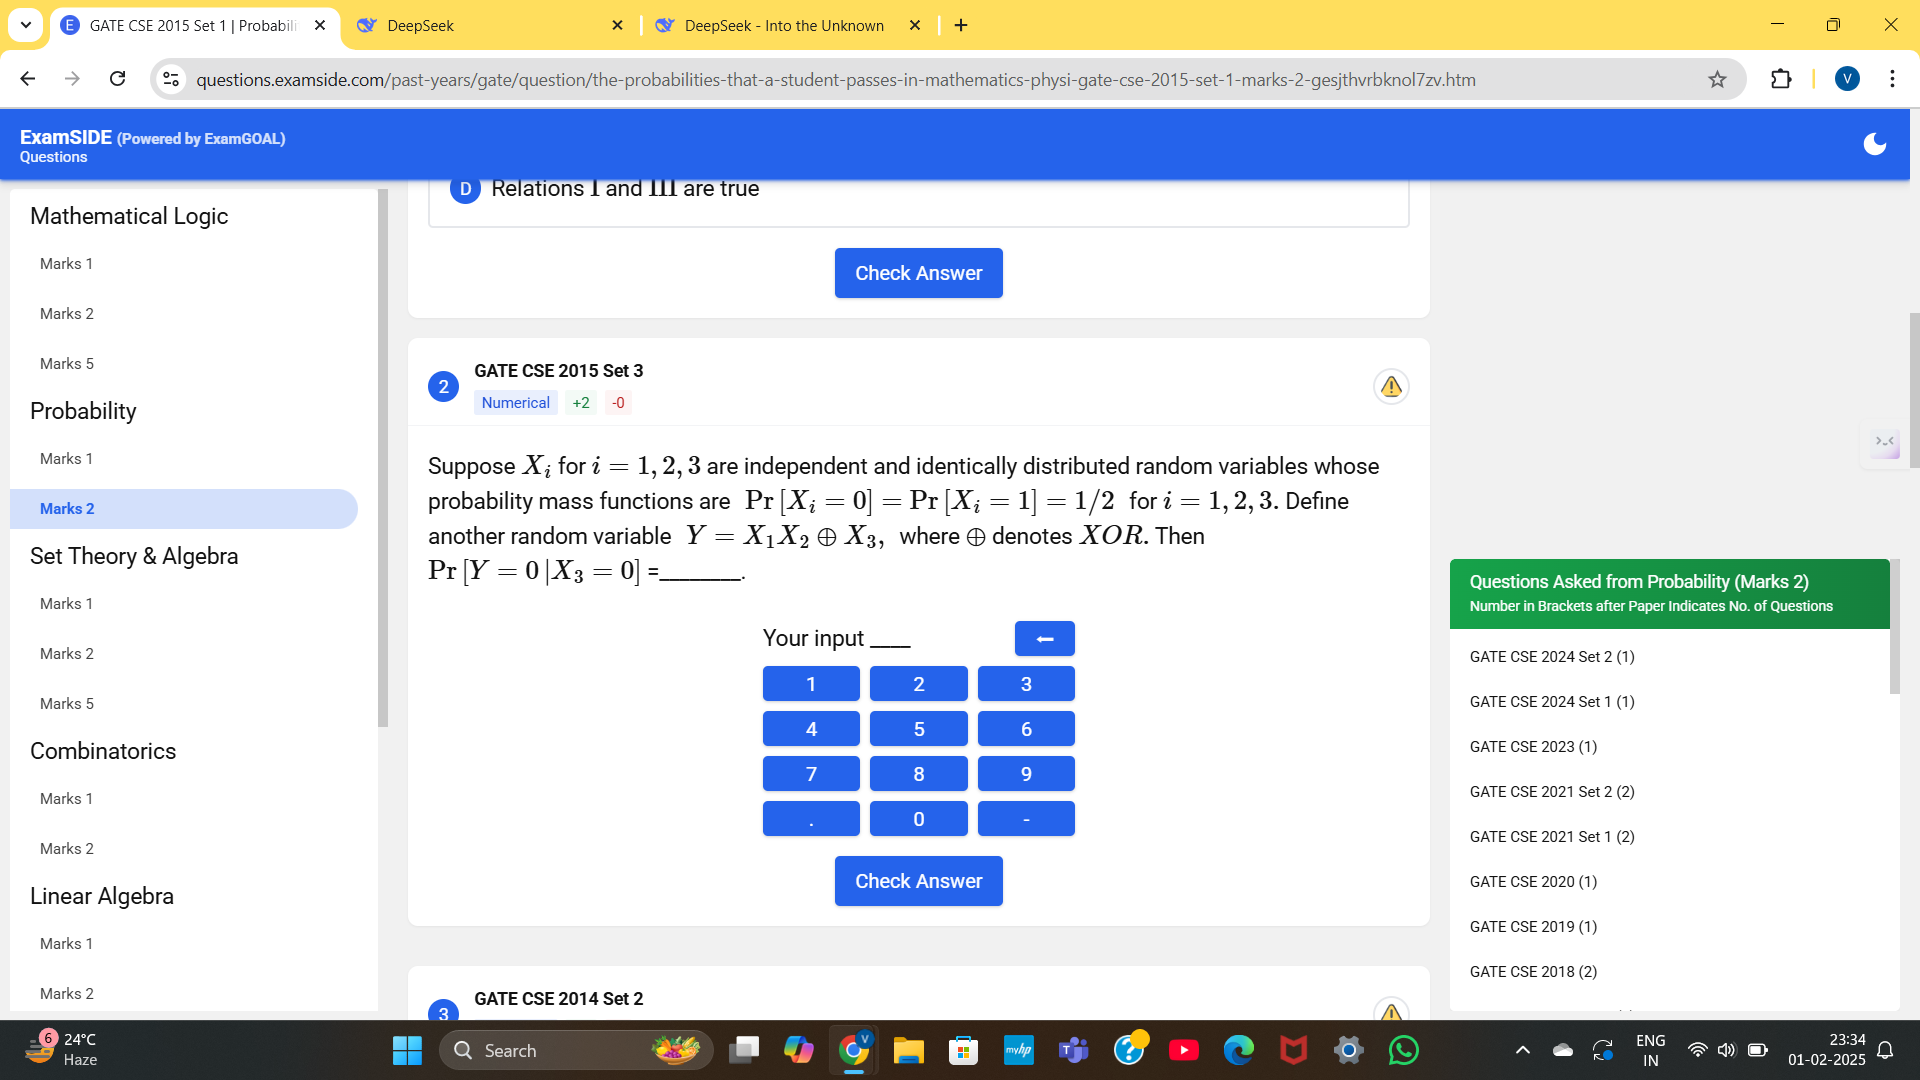 GATE CSE 2015 Set 1 | Probabili
DeepSeek
DeepSeek - Into the Unknown
questions.examside.com/past-years/gate/question/the-probabilities-that-a-student-passes-in-mathematics-physi-gate-cse-2015-set-1-marks-2-gesjthvrbknol7zv.htm
V
ExamSIDE (Powered by ExamGOAL)
Questions
Mathematical Logic
Marks 1
Marks 2
Marks 5
Probability
Marks 1
Marks 2
Set Theory & Algebra
Marks 1
Marks 2
Marks 5
Combinatorics
Marks 1
Marks 2
Linear Algebra
Marks 1
Marks 2
D Relations I and III are true
Check Answer
2
GATE CSE 2015 Set 3
Numerical +2 -0
Suppose X_i for i = 1, 2, 3 are independent and identically distributed random variables whose
probability mass functions are Pr [X_i = 0] = Pr [X_i = 1] = 1/2 for i = 1, 2, 3. Define
another random variable Y = X_1X_2 ⊕ X_3, where ⊕ denotes XOR. Then
Pr [Y = 0 |X_3 = 0] =________.
Your input ____
1 2 3
4 5 6
7 8 9
. 0 -
Check Answer
3
GATE CSE 2014 Set 2
Questions Asked from Probability (Marks 2)
Number in Brackets after Paper Indicates No. of Questions
GATE CSE 2024 Set 2 (1)
GATE CSE 2024 Set 1 (1)
GATE CSE 2023 (1)
GATE CSE 2021 Set 2 (2)
GATE CSE 2021 Set 1 (2)
GATE CSE 2020 (1)
GATE CSE 2019 (1)
GATE CSE 2018 (2)
6
24°C
Haze
Search
V
myhp
ENG
IN
23:34
01-02-2025